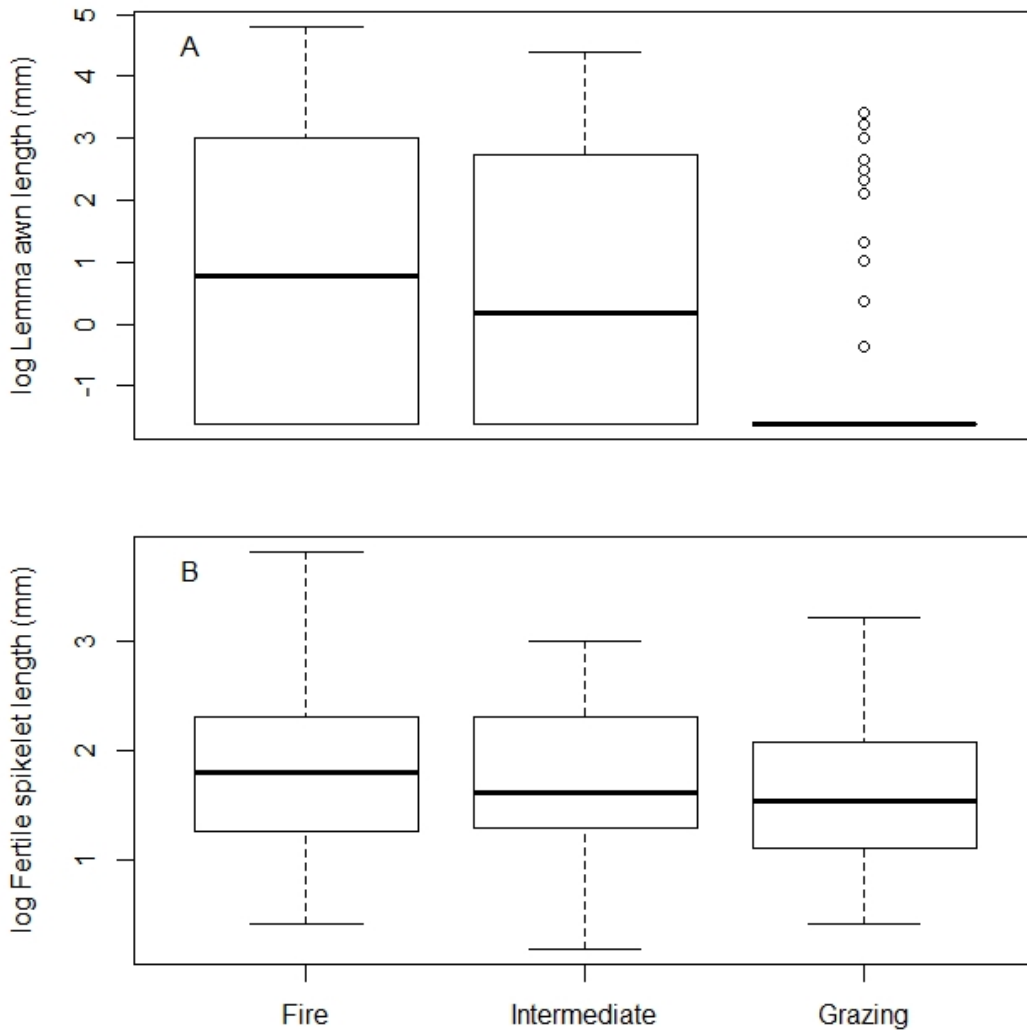 A
log Lemma awn length (mm)
5
4
3
2
1
0
-1
B
log Fertile spikelet length (mm)
3
2
1
Fire Intermediate Grazing